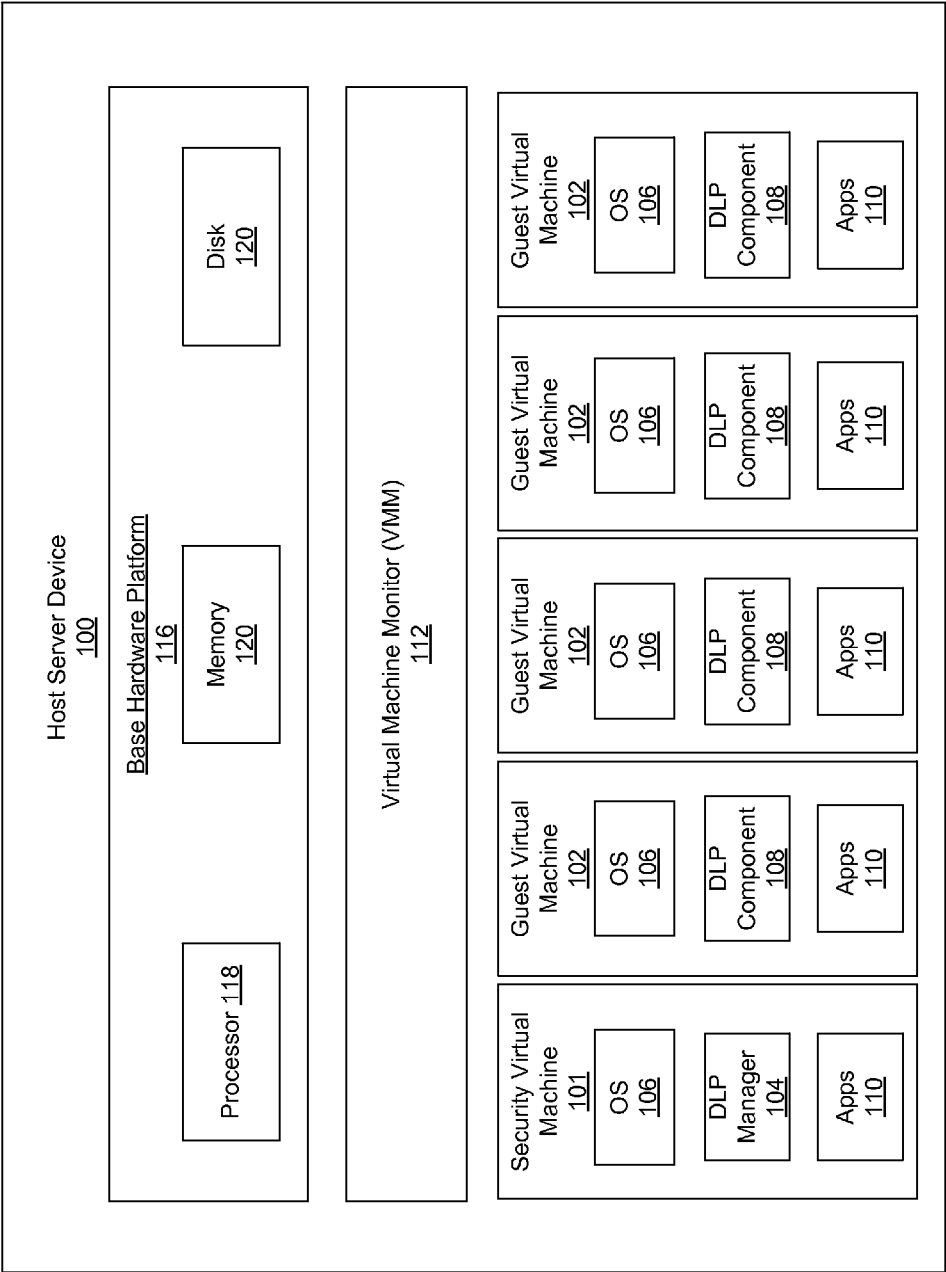 Host Server Device
100
Base Hardware Platform
116
Processor 118
Memory
120
Disk
120
Virtual Machine Monitor (VMM)
112
Security Virtual
Machine
101
OS
106
DLP
Manager
104
Apps
110
Guest Virtual
Machine
102
OS
106
DLP
Component
108
Apps
110
Guest Virtual
Machine
102
OS
106
DLP
Component
108
Apps
110
Guest Virtual
Machine
102
OS
106
DLP
Component
108
Apps
110
Guest Virtual
Machine
102
OS
106
DLP
Component
108
Apps
110